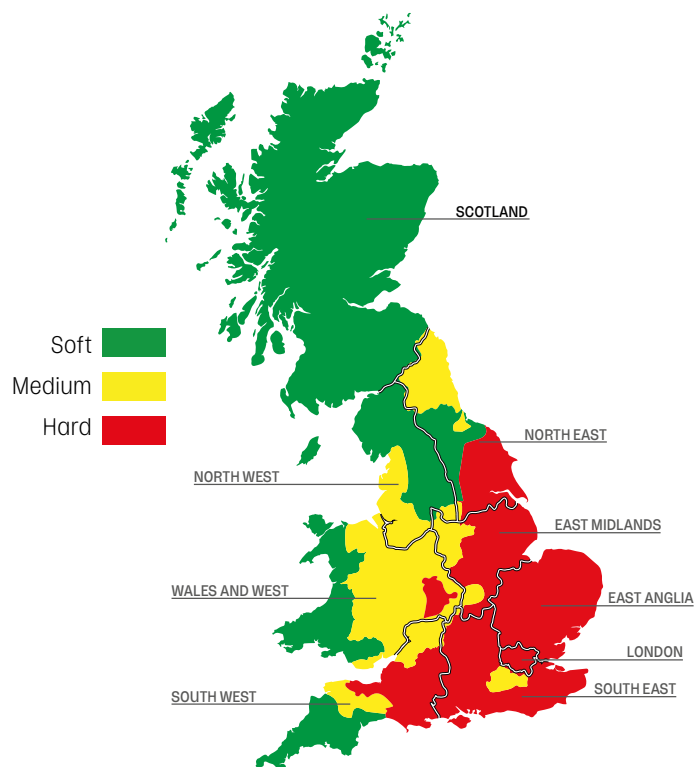 SCOTLAND
Soft
Medium
Hard
NORTH EAST
NORTH WEST
EAST MIDLANDS
WALES AND WEST
EAST ANGLIA
LONDON
SOUTH EAST
SOUTH WEST